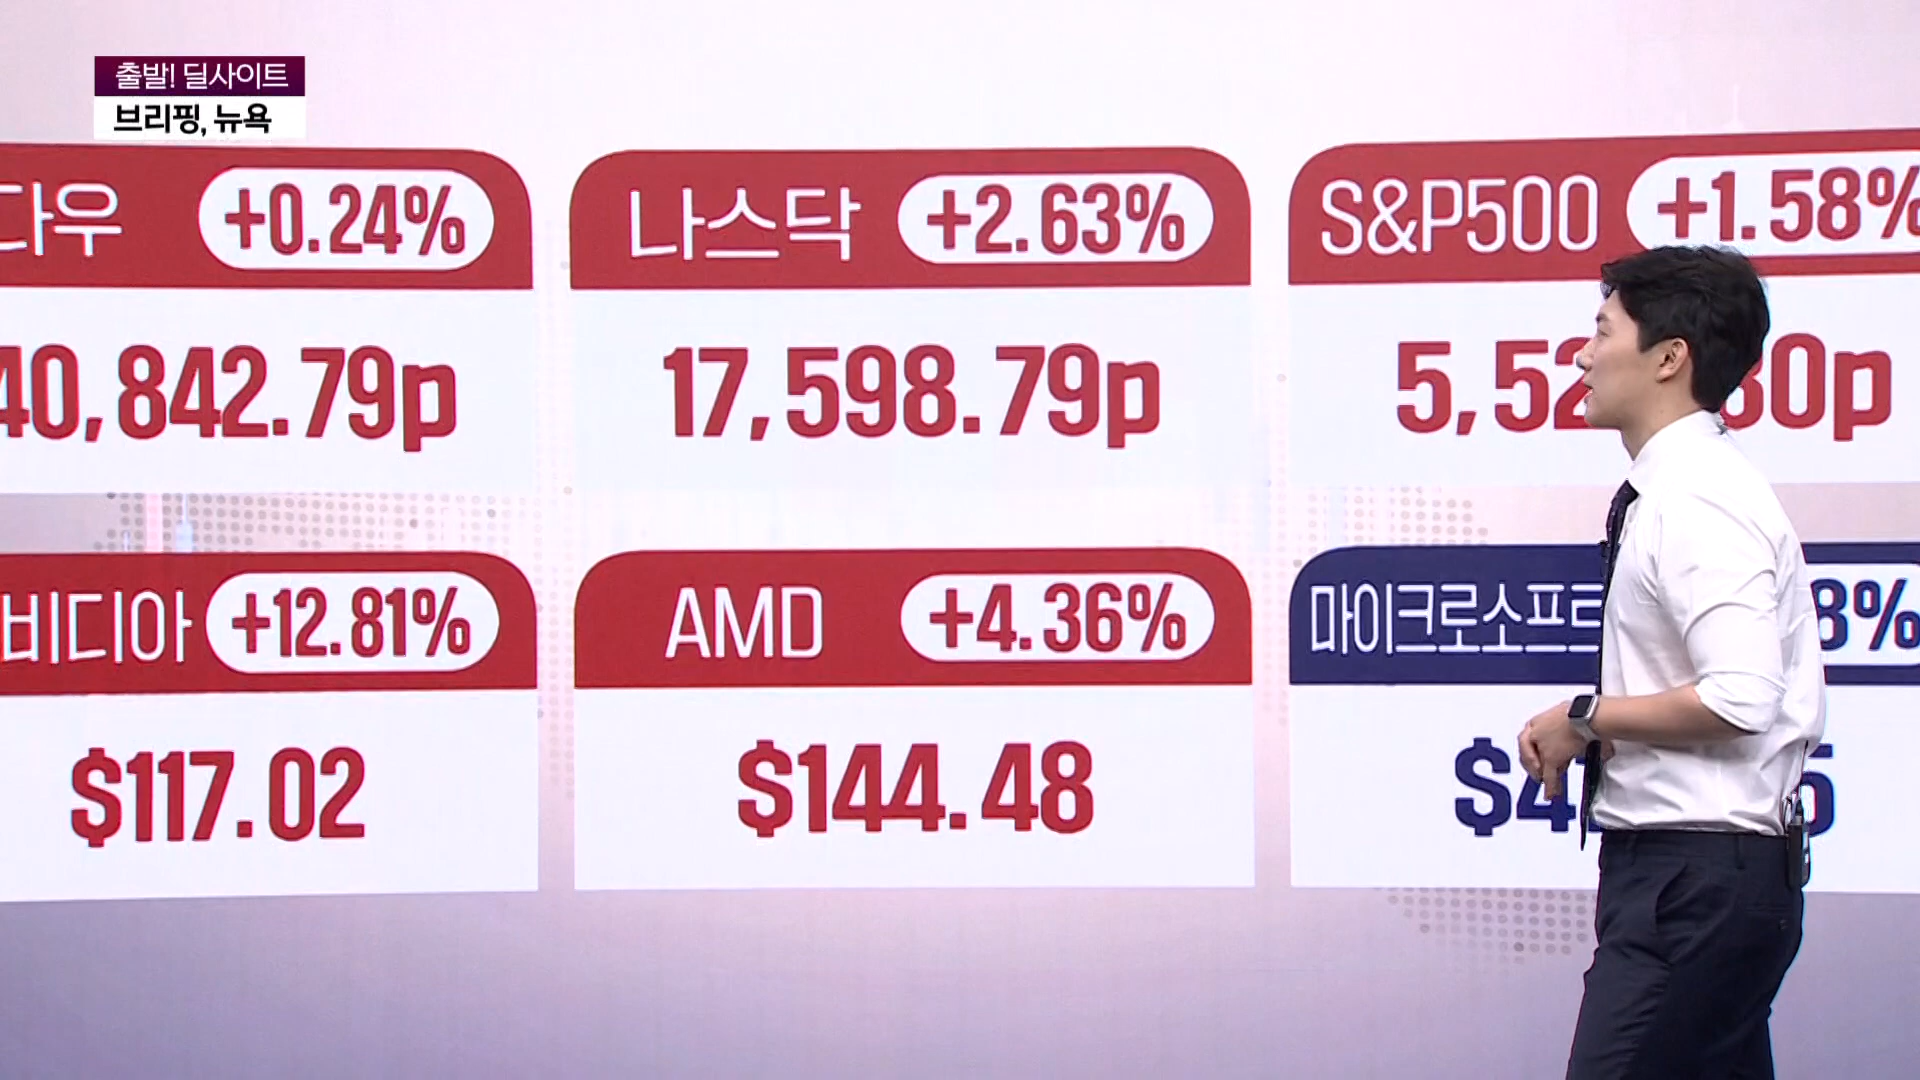 출발! 딜사이트
브리핑, 뉴욕
다우 +0.24%
40,842.79p
나스닥 +2.63%
17,598.79p
S&P500 +1.58%
비디아 +12.81%
$117.02
AMD +4.36%
$144.48
마이크로소프트